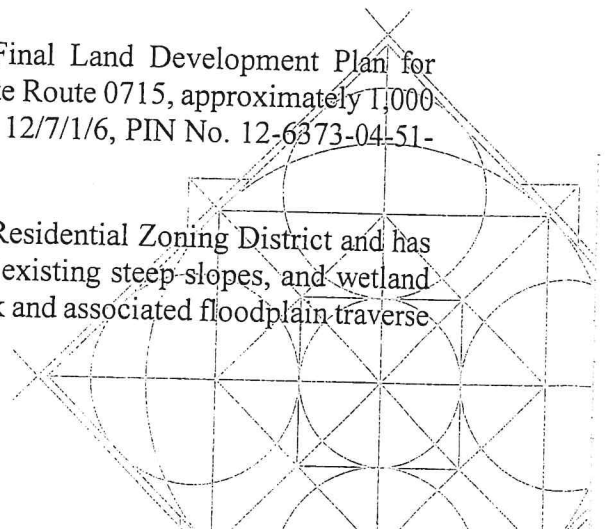 Final Land Development Plan for
te Route 0715, approximately 1,000
12/7/1/6, PIN No. 12-6373-04-51-
Residential Zoning District and has
existing steep slopes, and wetland
k and associated floodplain traverse